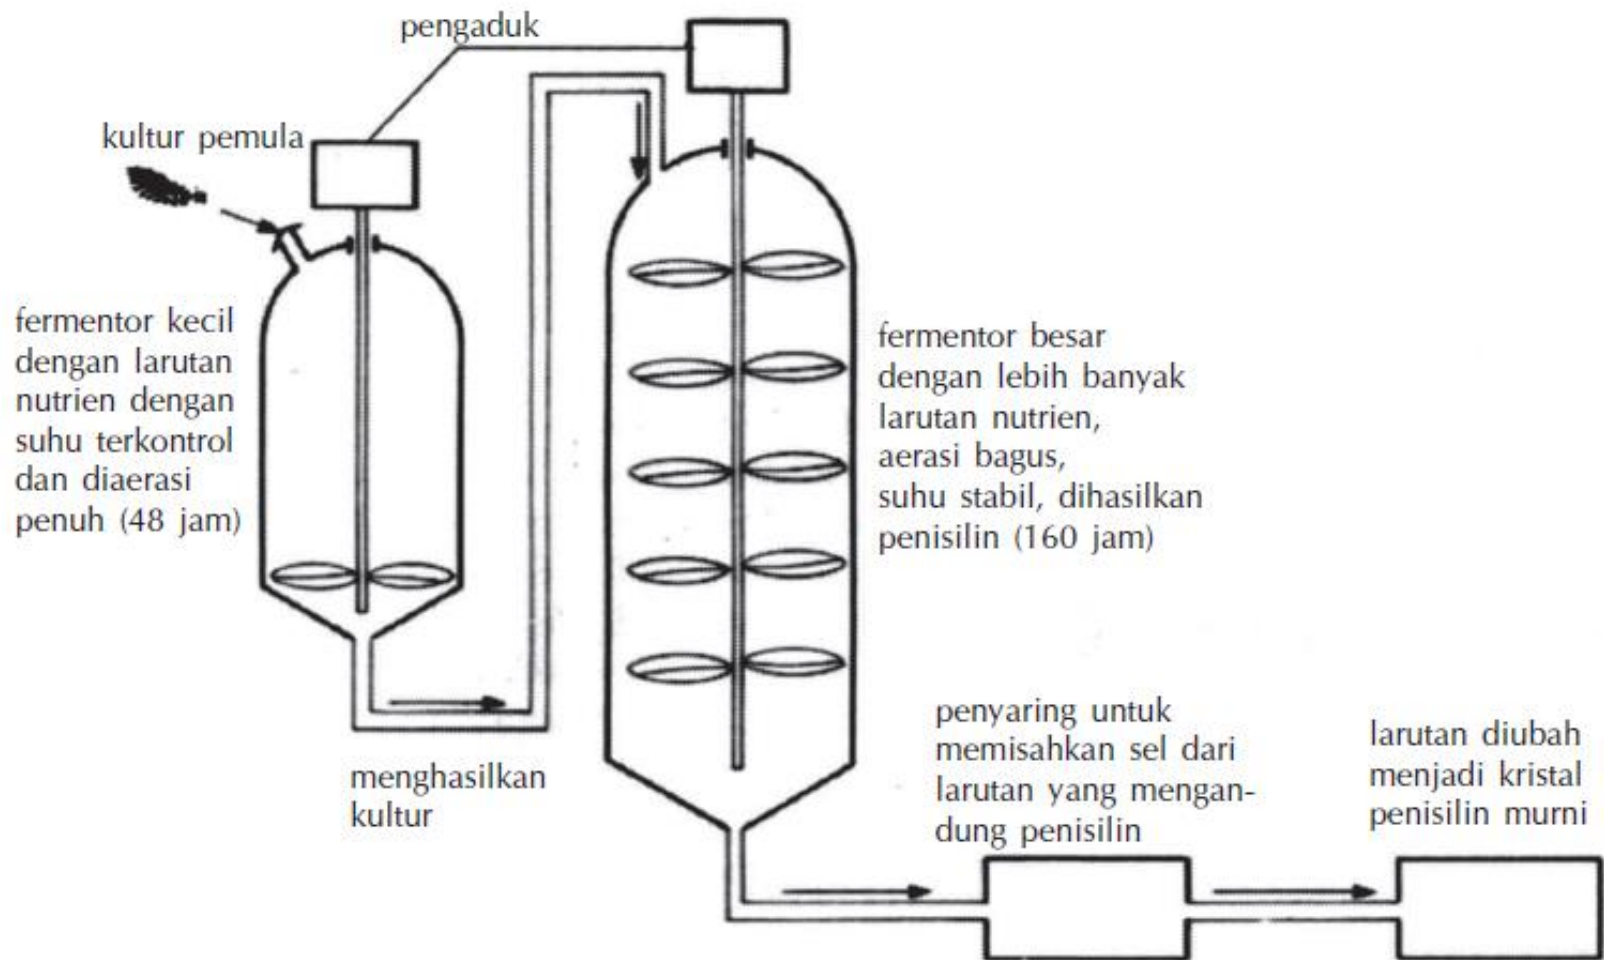 pengaduk
kultur pemula
fermentor kecil
dengan larutan
nutrien dengan
suhu terkontrol
dan diaerasi
penuh (48 jam)
menghasilkan
kultur
fermentor besar
dengan lebih banyak
larutan nutrien,
aerasi bagus,
suhu stabil, dihasilkan
penisilin (160 jam)
penyaring untuk
memisahkan sel dari
larutan yang mengan-
dung penisilin
larutan diubah
menjadi kristal
penisilin murni